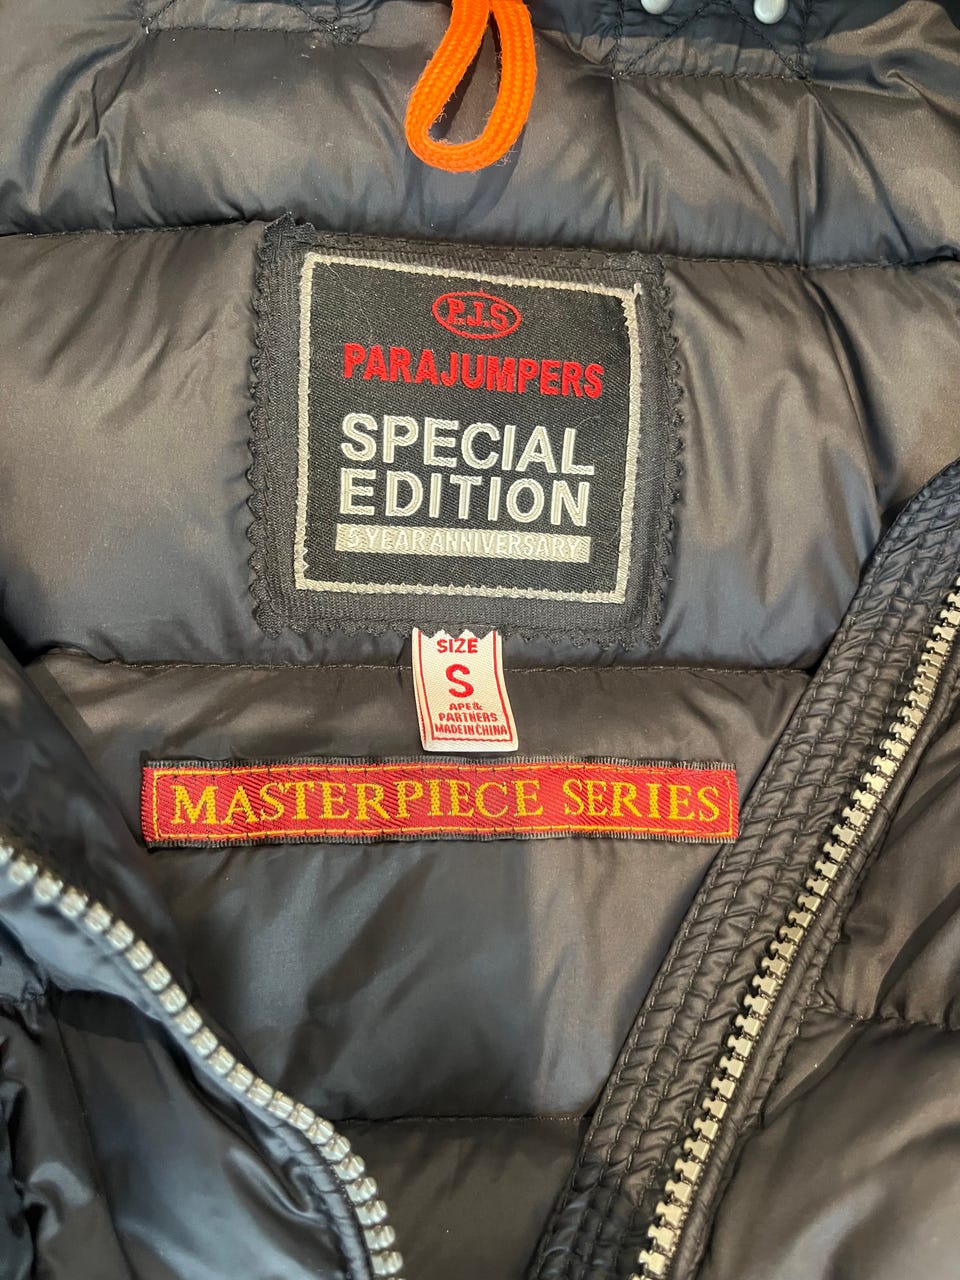 P.J.S
PARAJUMPERS
SPECIAL
EDITION
5 YEAR ANNIVERSARY
SIZE
S
APE &
PARTNERS
MADE IN CHINA
MASTERPIECE SERIES